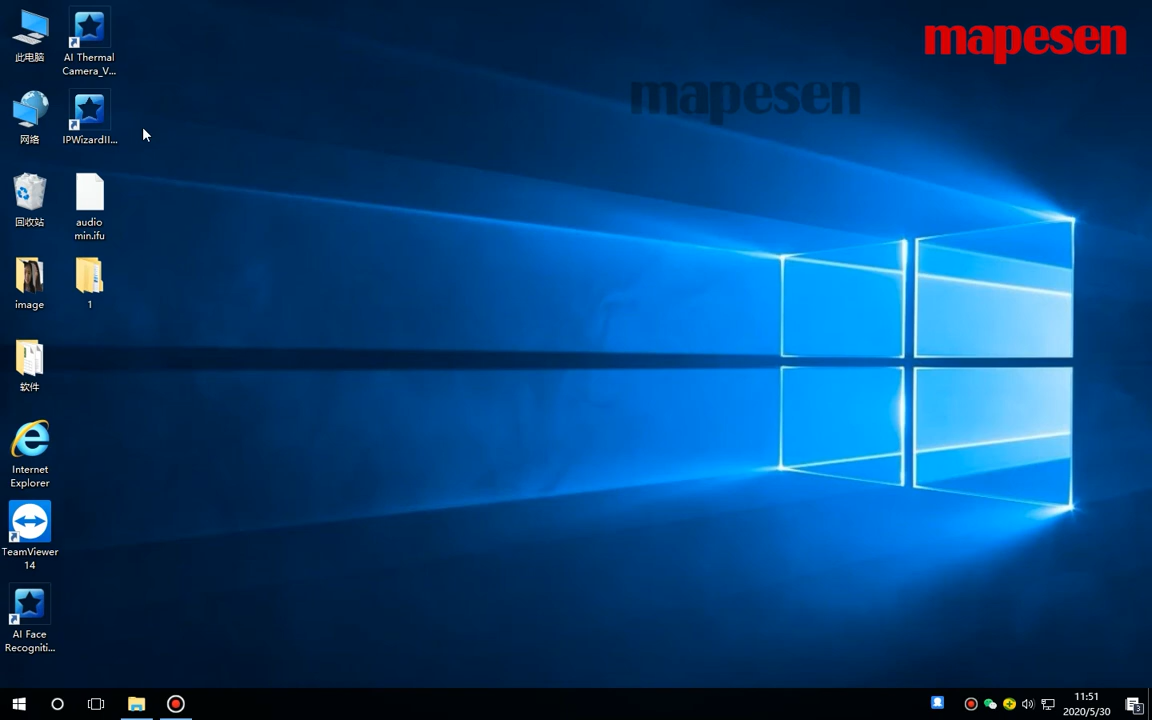 mapesen
mapesen
此电脑
AI Thermal
Camera_V...
网络
IPWizardII...
回收站
audio
min.ifu
image
1
软件
Internet
Explorer
TeamViewer
14
AI Face
Recogniti...
11:51
2020/5/30
3